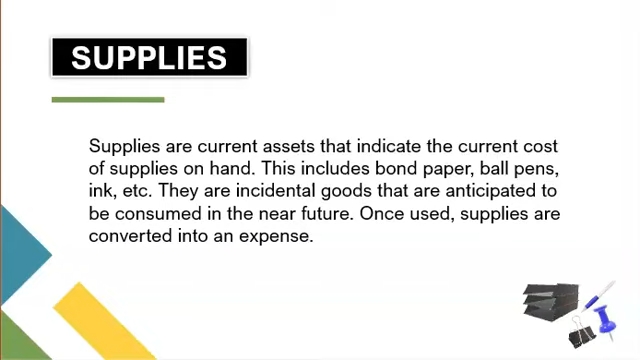 SUPPLIES
Supplies are current assets that indicate the current cost
of supplies on hand. This includes bond paper, ball pens,
ink, etc. They are incidental goods that are anticipated to
be consumed in the near future. Once used, supplies are
converted into an expense.